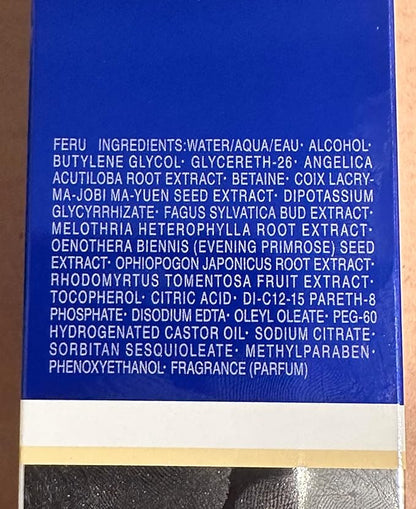 FERU INGREDIENTS:WATER/AQUA/EAU· ALCOHOL·
BUTYLENE GLYCOL· GLYCERETH-26· ANGELICA
ACUTILOBA ROOT EXTRACT· BETAINE· COIX LACRY-
MA-JOBI MA-YUEN SEED EXTRACT· DIPOTASSIUM
GLYCYRRHIZATE· FAGUS SYLVATICA BUD EXTRACT·
MELOTHRIA HETEROPHYLLA ROOT EXTRACT·
OENOTHERA BIENNIS (EVENING PRIMROSE) SEED
EXTRACT· OPHIOPOGON JAPONICUS ROOT EXTRACT·
RHODOMYRTUS TOMENTOSA FRUIT EXTRACT·
TOCOPHEROL· CITRIC ACID· DI-C12-15 PARETH-8
PHOSPHATE· DISODIUM EDTA· OLEYL OLEATE· PEG-60
HYDROGENATED CASTOR OIL· SODIUM CITRATE·
SORBITAN SESQUIOLEATE· METHYLPARABEN·
PHENOXYETHANOL· FRAGRANCE (PARFUM)